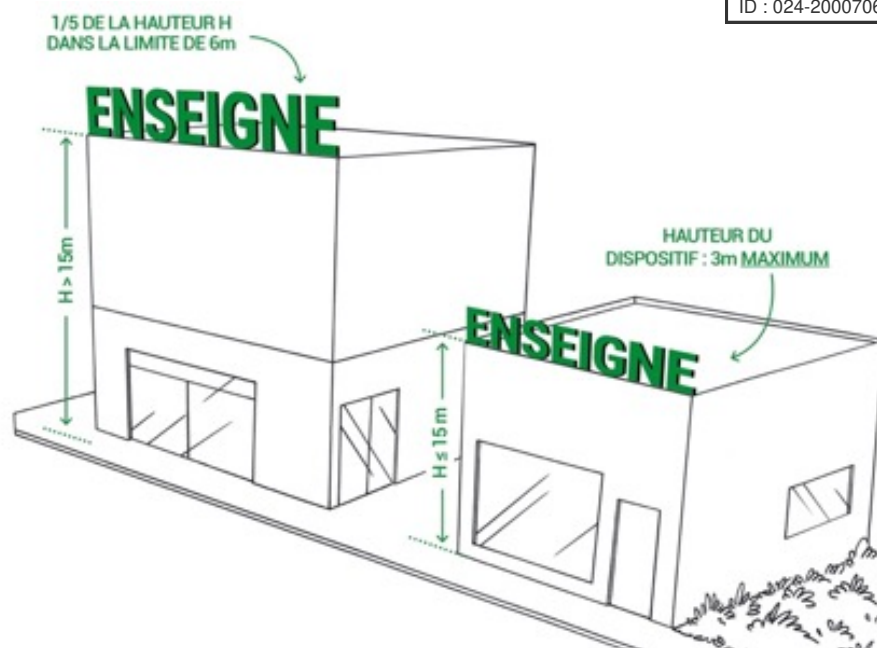 ID : 024-2000706
1/5 DE LA HAUTEUR H
DANS LA LIMITE DE 6m
ENSEIGNE
H > 15m
HAUTEUR DU
DISPOSITIF : 3m MAXIMUM
ENSEIGNE
H ≤ 15m